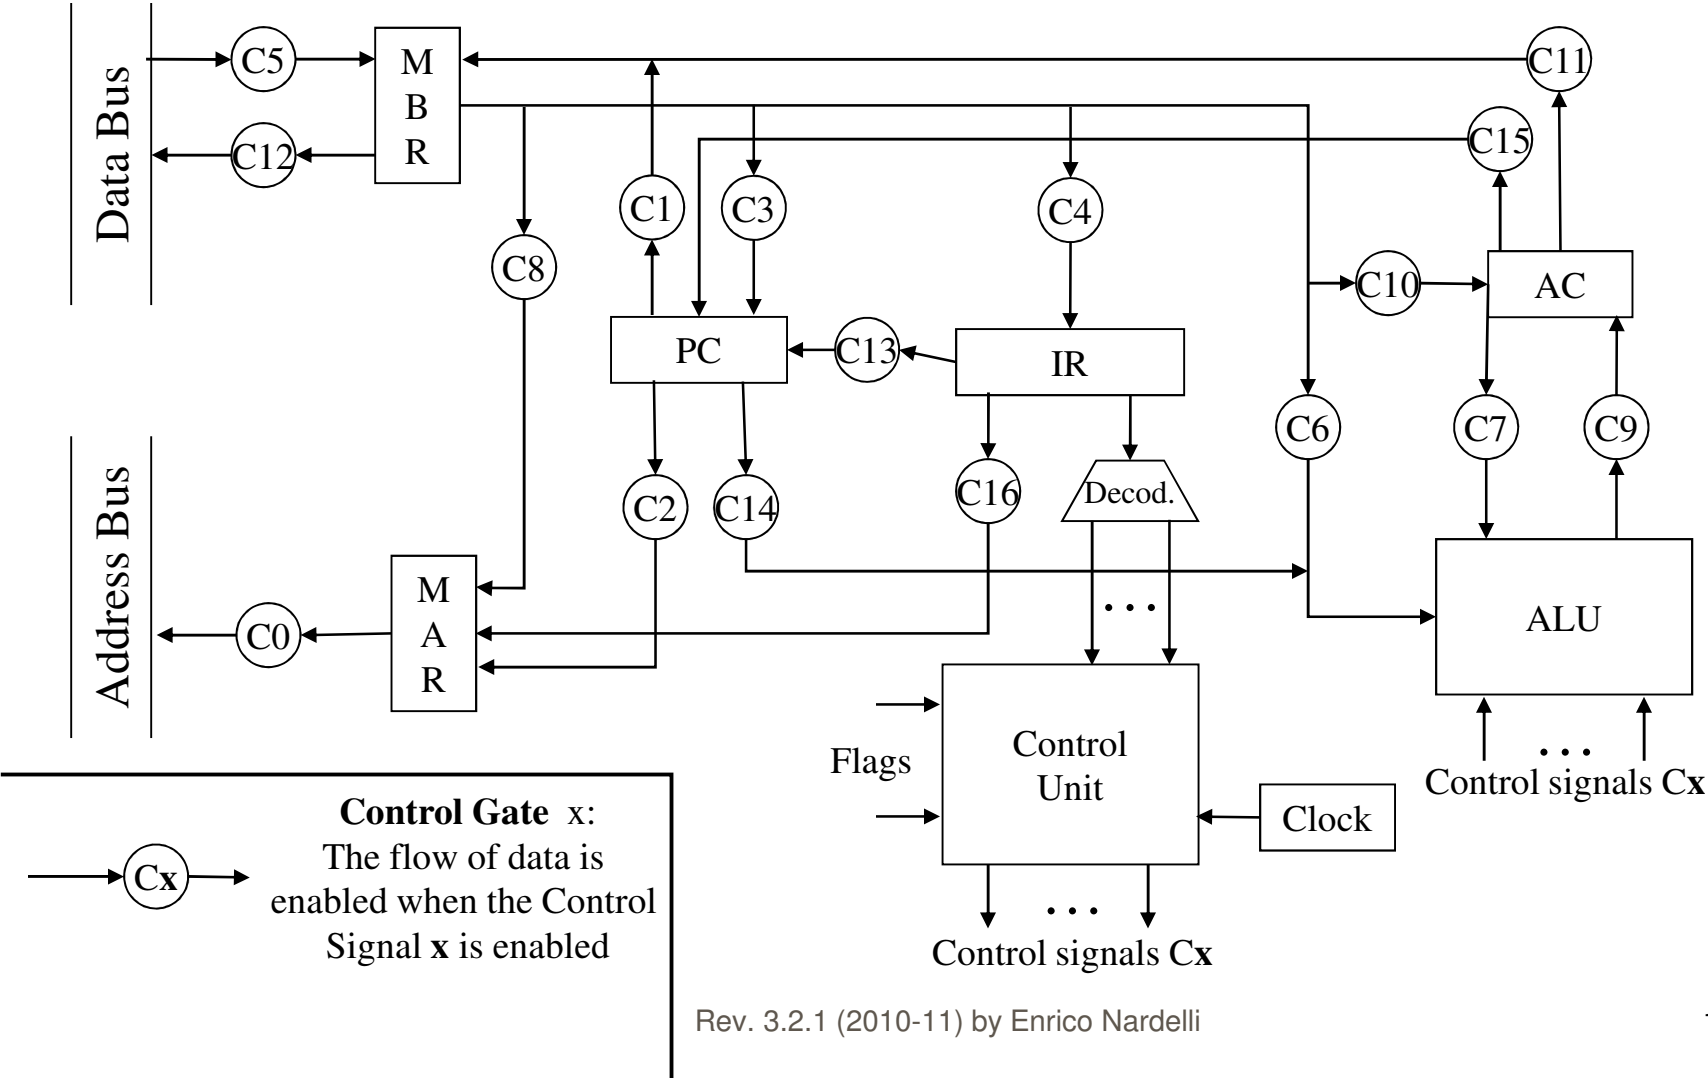 Data Bus
C5
C12
M
B
R
C11
C15
C1
C3
C4
C8
C10
AC
PC
C13
IR
C6
C7
C9
C2
C14
C16
Decod.
Address Bus
C0
M
A
R
...
ALU
Flags
Control
Unit
Clock
...
Control signals Cx
...
Control signals Cx
Cx
Control Gate x:
The flow of data is
enabled when the Control
Signal x is enabled
Rev. 3.2.1 (2010-11) by Enrico Nardelli